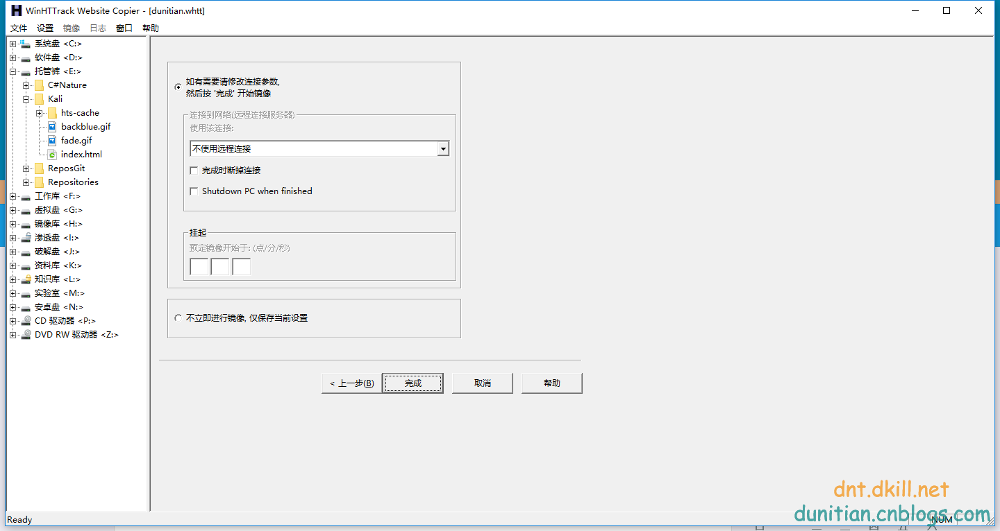 WinHTTrack Website Copier - [dunitian.whtt]
文件 设置 镜像 日志 窗口 帮助
系统盘 <C:>
软件盘 <D:>
托管裤 <E:>
C#Nature
Kali
hts-cache
backblue.gif
fade.gif
index.html
ReposGit
Repositories
工作库 <F:>
虚拟盘 <G:>
镜像库 <H:>
渗透盘 <I:>
破解盘 <J:>
资料库 <K:>
知识库 <L:>
实验室 <M:>
安卓盘 <N:>
CD 驱动器 <P:>
DVD RW 驱动器 <Z:>
如有需要请修改连接参数,
然后按 '完成' 开始镜像
连接到网络(远程连接服务器)
使用该连接:
不使用远程连接
完成时断掉连接
Shutdown PC when finished
挂起
预定镜像开始于: (点/分/秒)
不立即进行镜像, 仅保存当前设置
< 上一步(B) 完成 取消 帮助
dnt.dkill.net
dunitian.cnblogs.com
Ready NUM